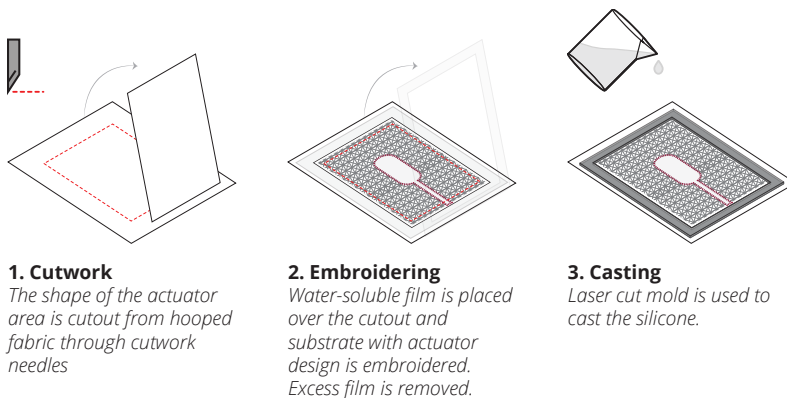 1. Cutwork
The shape of the actuator
area is cutout from hooped
fabric through cutwork
needles
2. Embroidering
Water-soluble film is placed
over the cutout and
substrate with actuator
design is embroidered.
Excess film is removed.
3. Casting
Laser cut mold is used to
cast the silicone.